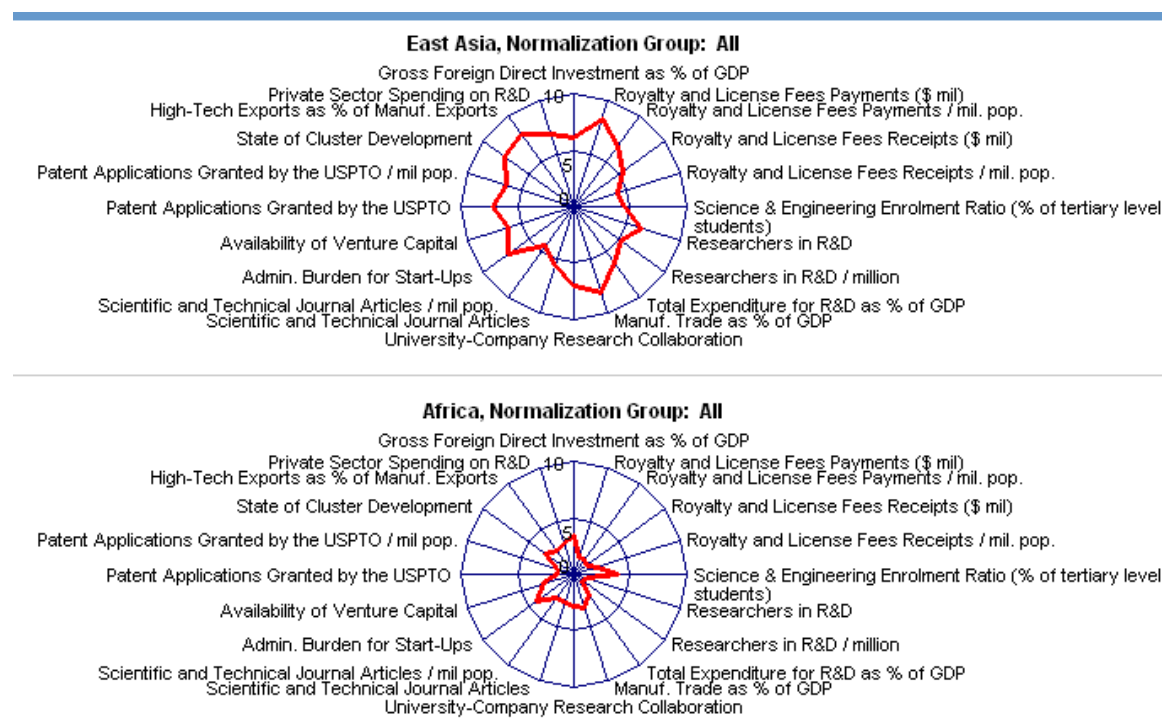 East Asia, Normalization Group: All
Gross Foreign Direct Investment as % of GDP
Private Sector Spending on R&D
10
Royalty and License Fees Payments ($ mil)
High-Tech Exports as % of Manuf. Exports
Royalty and License Fees Payments / mil. pop.
State of Cluster Development
Royalty and License Fees Receipts ($ mil)
5
Patent Applications Granted by the USPTO / mil pop.
Royalty and License Fees Receipts / mil. pop.
0
Patent Applications Granted by the USPTO
Science & Engineering Enrolment Ratio (% of tertiary level
students)
Availability of Venture Capital
Researchers in R&D
Admin. Burden for Start-Ups
Researchers in R&D / million
Scientific and Technical Journal Articles / mil pop.
Total Expenditure for R&D as % of GDP
Scientific and Technical Journal Articles
Manuf. Trade as % of GDP
University-Company Research Collaboration
Africa, Normalization Group: All
Gross Foreign Direct Investment as % of GDP
Private Sector Spending on R&D
10
Royalty and License Fees Payments ($ mil)
High-Tech Exports as % of Manuf. Exports
Royalty and License Fees Payments / mil. pop.
State of Cluster Development
Royalty and License Fees Receipts ($ mil)
5
Patent Applications Granted by the USPTO / mil pop.
Royalty and License Fees Receipts / mil. pop.
0
Patent Applications Granted by the USPTO
Science & Engineering Enrolment Ratio (% of tertiary level
students)
Availability of Venture Capital
Researchers in R&D
Admin. Burden for Start-Ups
Researchers in R&D / million
Scientific and Technical Journal Articles / mil pop.
Total Expenditure for R&D as % of GDP
Scientific and Technical Journal Articles
Manuf. Trade as % of GDP
University-Company Research Collaboration